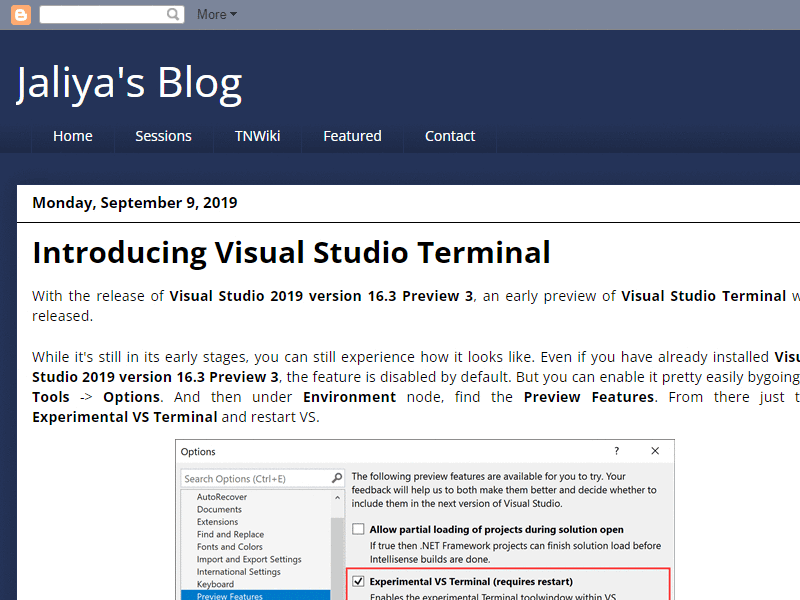 More
Jaliya's Blog
Home Sessions TNWiki Featured Contact
Monday, September 9, 2019
Introducing Visual Studio Terminal
With the release of Visual Studio 2019 version 16.3 Preview 3, an early preview of Visual Studio Terminal
released.
While it's still in its early stages, you can still experience how it looks like. Even if you have already installed
Studio 2019 version 16.3 Preview 3, the feature is disabled by default. But you can enable it pretty easily bygoing
Tools -> Options. And then under Environment node, find the Preview Features. From there just
Experimental VS Terminal and restart VS.
Options ?
Search Options (Ctrl+E)
AutoRecover
Documents
Extensions
Find and Replace
Fonts and Colors
Import and Export Settings
International Settings
Keyboard
Preview Features
The following preview features are available for you to try. Your
feedback will help us to both make them better and decide whether to
include them in the next version of Visual Studio.
Allow partial loading of projects during solution open
If true then .NET Framework projects can finish solution load before
Intellisense builds are done.
Experimental VS Terminal (requires restart)
Enables the experimental Terminal toolwindow within VS